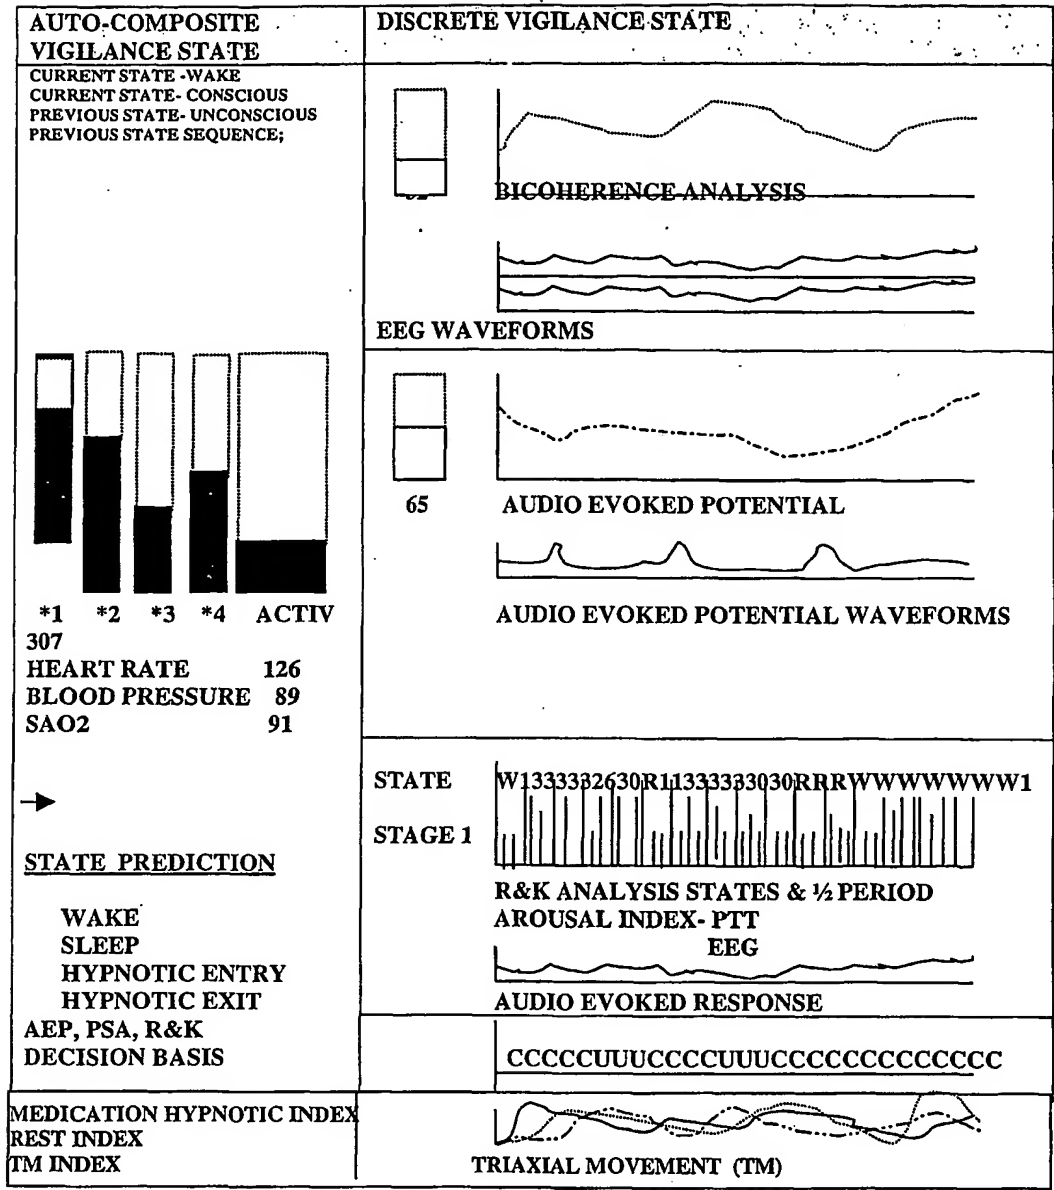 AUTO-COMPOSITE
VIGILANCE STATE
CURRENT STATE -WAKE
CURRENT STATE- CONSCIOUS
PREVIOUS STATE- UNCONSCIOUS
PREVIOUS STATE SEQUENCE;
*1 *2 *3 *4 ACTIV
307
HEART RATE 126
BLOOD PRESSURE 89
SAO2 91
STATE PREDICTION
WAKE
SLEEP
HYPNOTIC ENTRY
HYPNOTIC EXIT
AEP, PSA, R&K
DECISION BASIS
MEDICATION HYPNOTIC INDEX
REST INDEX
TM INDEX
DISCRETE VIGILANCE STATE
BICOHERENCE ANALYSIS
EEG WAVEFORMS
65
AUDIO EVOKED POTENTIAL
AUDIO EVOKED POTENTIAL WAVEFORMS
STATE W1333332630R11333333030RRRWWWWWWWW1
STAGE 1
R&K ANALYSIS STATES & ½ PERIOD
AROUSAL INDEX- PTT
EEG
AUDIO EVOKED RESPONSE
CCCCCUUUCCCCUUUCCCCCCCCCCCCCC
TRIAXIAL MOVEMENT (TM)